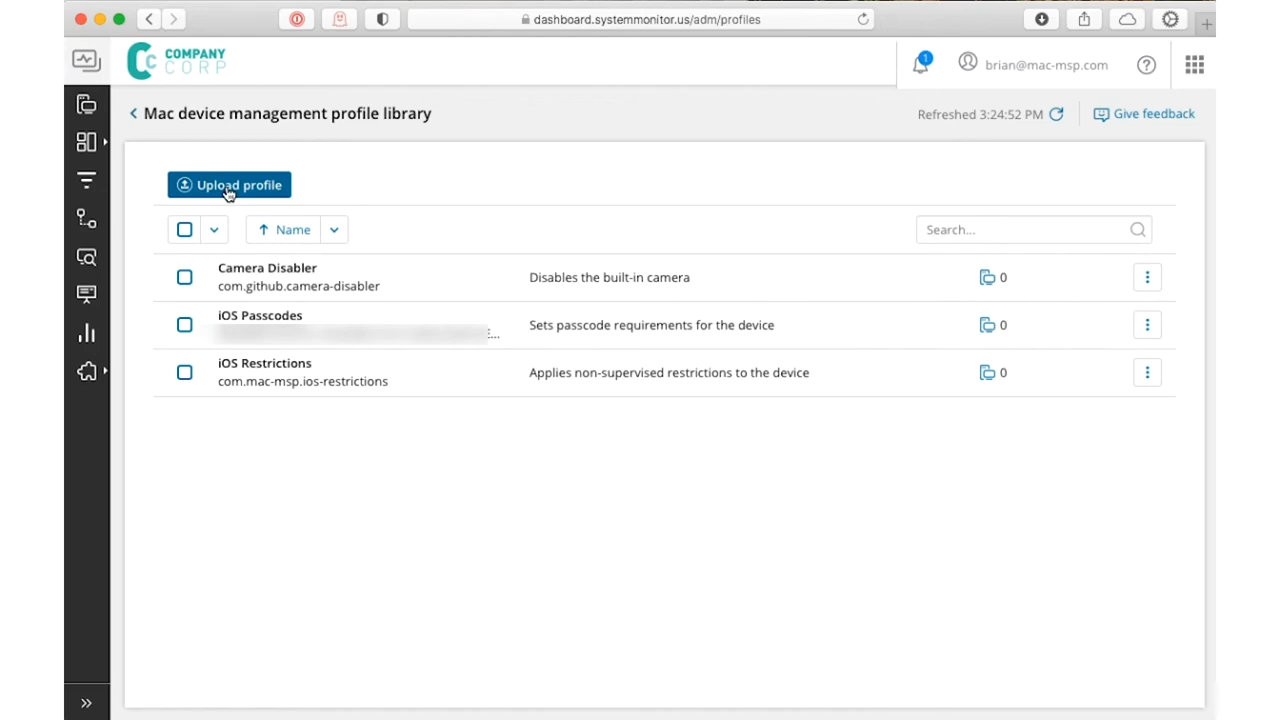 dashboard.systemmonitor.us/adm/profiles
COMPANY
CORP
1
brian@mac-msp.com
Mac device management profile library
Refreshed 3:24:52 PM
Give feedback
Upload profile
Name
Search...
Camera Disabler
com.github.camera-disabler
Disables the built-in camera
0
iOS Passcodes
Sets passcode requirements for the device
0
iOS Restrictions
com.mac-msp.ios-restrictions
Applies non-supervised restrictions to the device
0